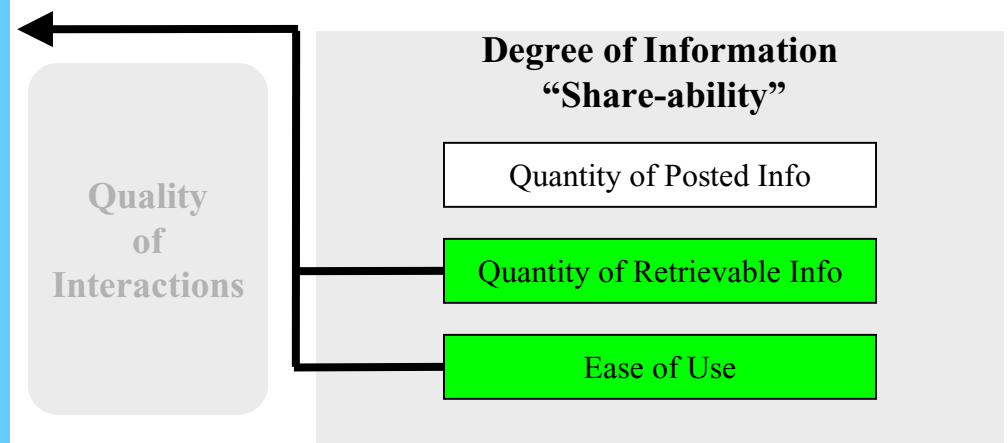 Degree of Information
“Share-ability”
Quantity of Posted Info
Quantity of Retrievable Info
Ease of Use
Quality
of
Interactions